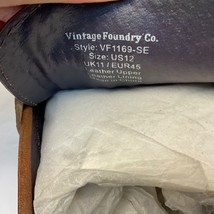 Vintage Foundry Co.
Style: VF1169-SE
Size: US12
UK11 / EUR45
Leather Upper
Leather Lining